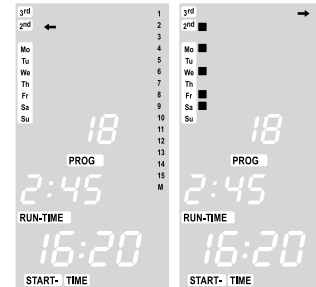 3rd
2nd
Mo
Tu
We
Th
Fr
Sa
Su
1
2
3
4
5
6
7
8
9
10
11
12
13
14
15
M
18
PROG
2:45
RUN-TIME
16:20
START- TIME
3rd
2nd
Mo
Tu
We
Th
Fr
Sa
Su
18
PROG
2:45
RUN-TIME
16:20
START- TIME